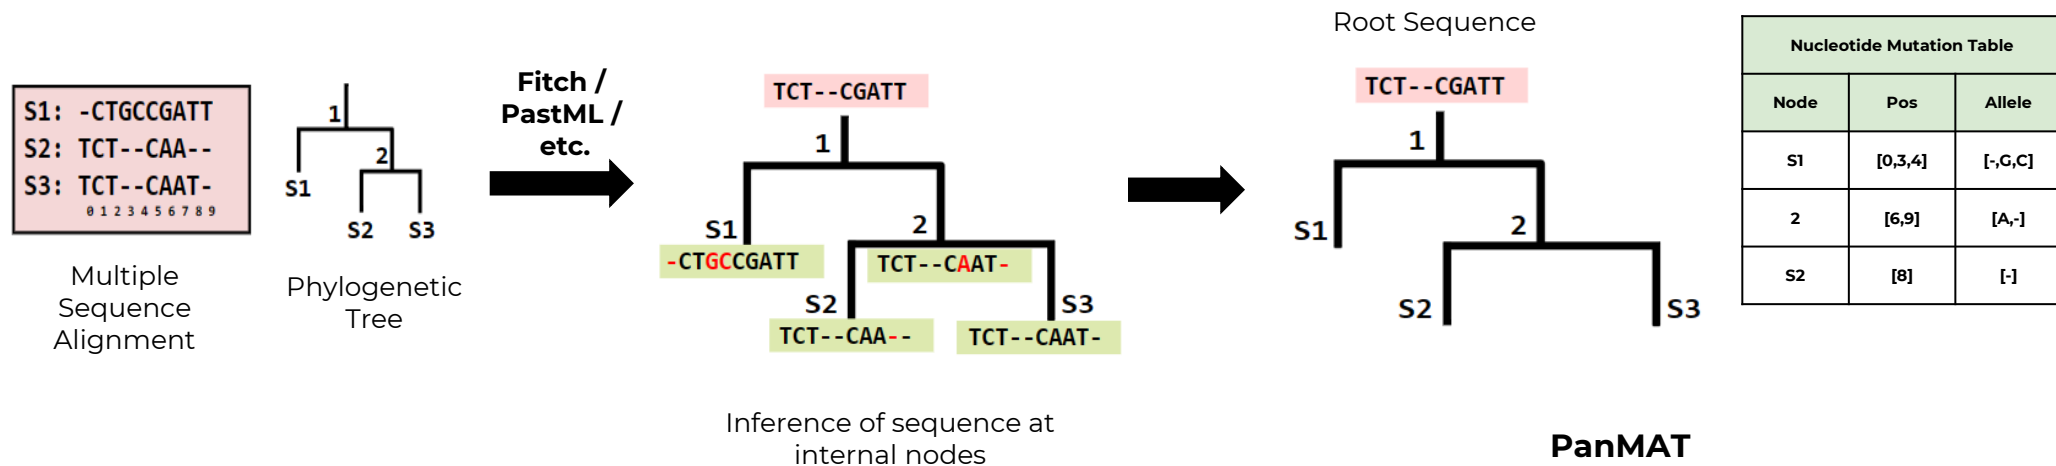 S1: -CTGCCGATT
S2: TCT--CAA--
S3: TCT--CAAT-
0 1 2 3 4 5 6 7 8 9
Multiple
Sequence
Alignment
1
2
S1
S2 S3
Phylogenetic
Tree
Fitch /
PastML /
etc.
TCT--CGATT
1
S1
2
-CTGCCGATT
TCT--CAAT-
S2
S3
TCT--CAA--
TCT--CAAT-
Inference of sequence at
internal nodes
Root Sequence
TCT--CGATT
1
S1
2
S2
S3
PanMAT
Nucleotide Mutation Table
Node Pos Allele
S1 [0,3,4] [-,G,C]
2 [6,9] [A,-]
S2 [8] [-]